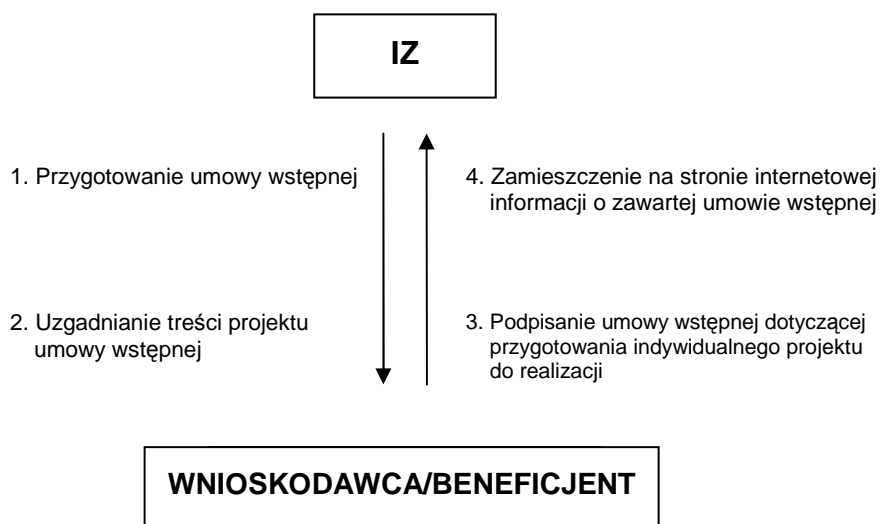 IZ
1. Przygotowanie umowy wstępnej
4. Zamieszczenie na stronie internetowej
informacji o zawartej umowie wstępnej
2. Uzgadnianie treści projektu
umowy wstępnej
3. Podpisanie umowy wstępnej dotyczącej
przygotowania indywidualnego projektu
do realizacji
WNIOSKODAWCA/BENEFICJENT